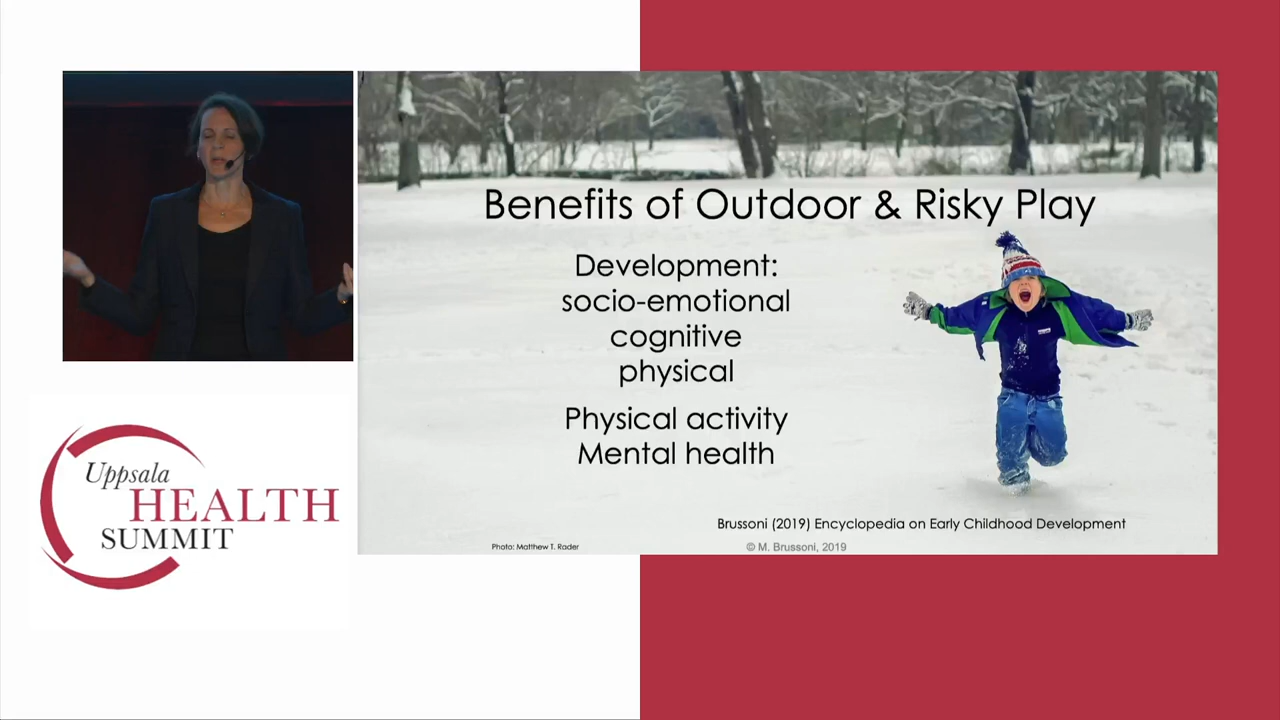 Benefits of Outdoor & Risky Play
Development:
socio-emotional
cognitive
physical
Physical activity
Mental health
Brussoni (2019) Encyclopedia on Early Childhood Development
Photo: Matthew T. Rader
© M. Brussoni, 2019
Uppsala
HEALTH
SUMMIT